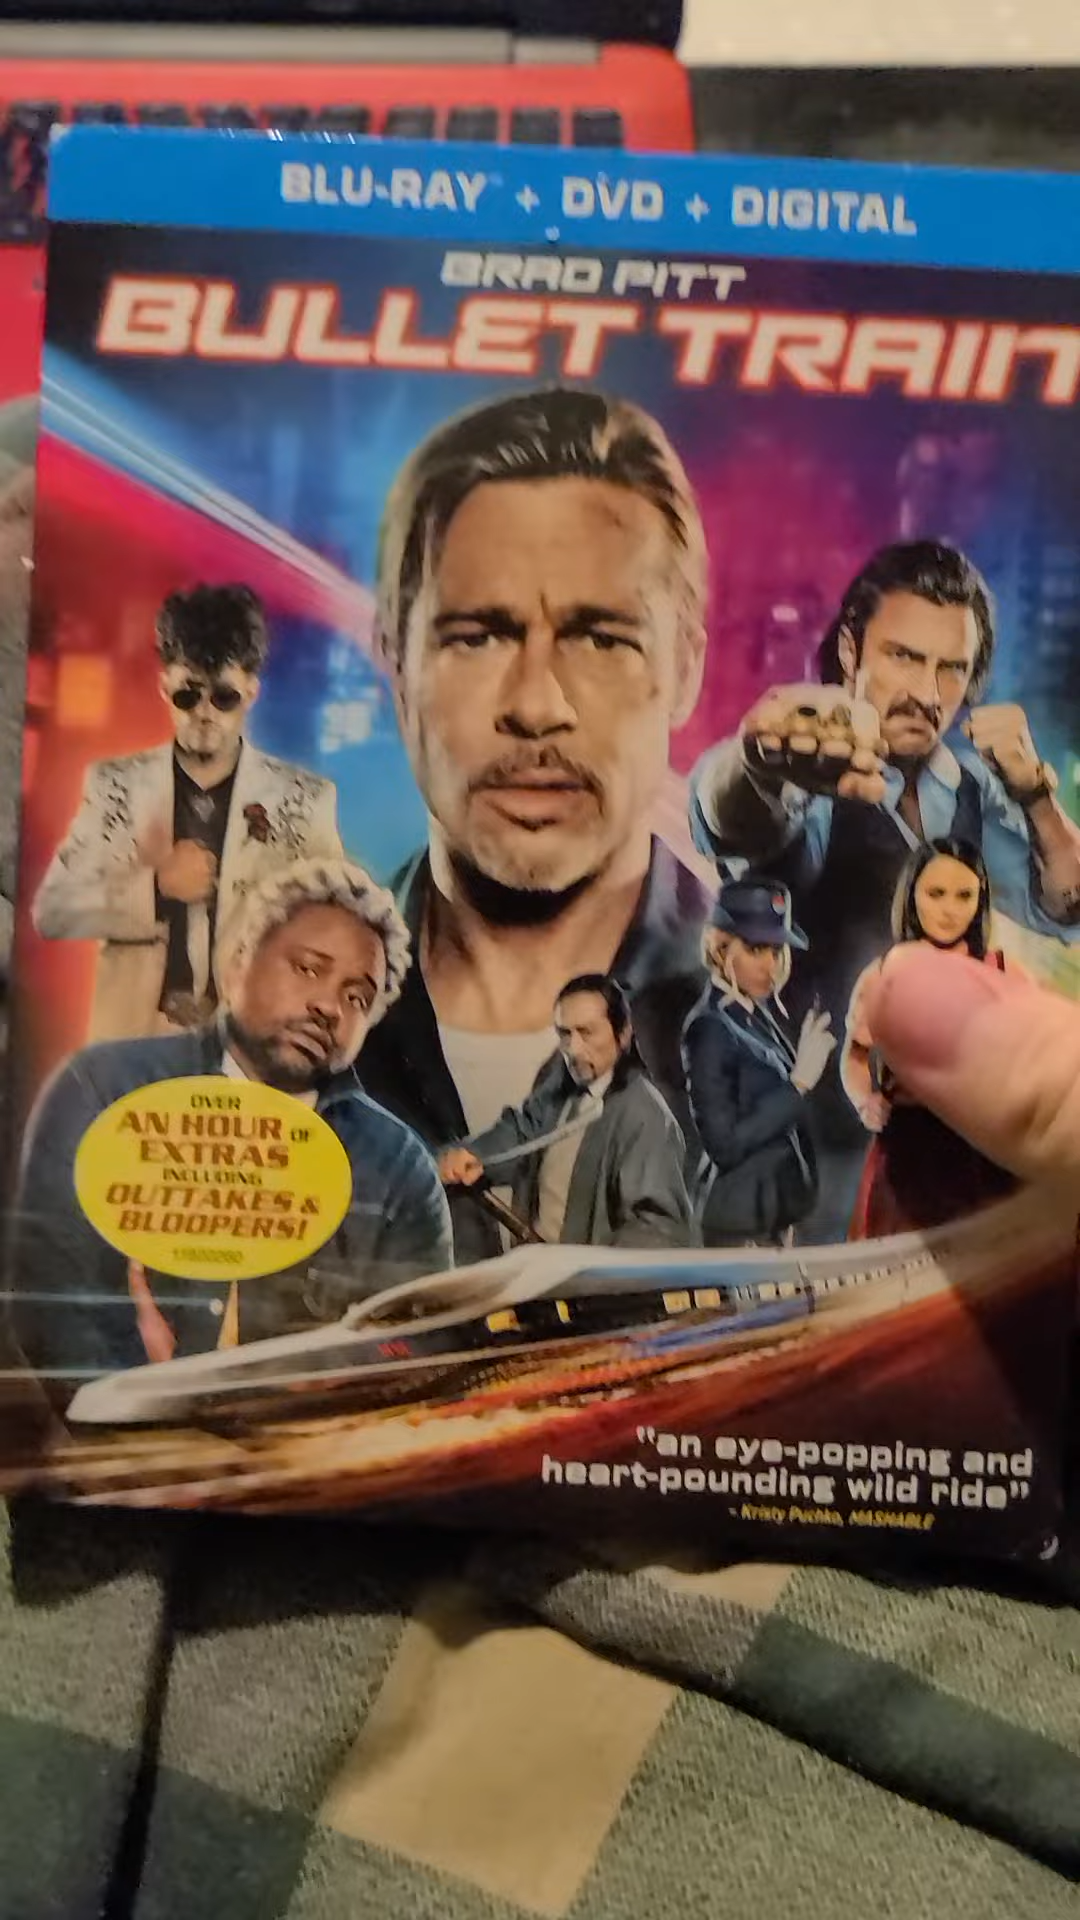 BLU-RAY + DVD + DIGITAL
BRAD PITT
BULLET TRAIN
OVER
AN HOUR OF
EXTRAS
INCLUDING
OUTTAKES &
BLOOPERS!
"an eye-popping and
heart-pounding wild ride"
- Kristy Puchko, MASHABLE